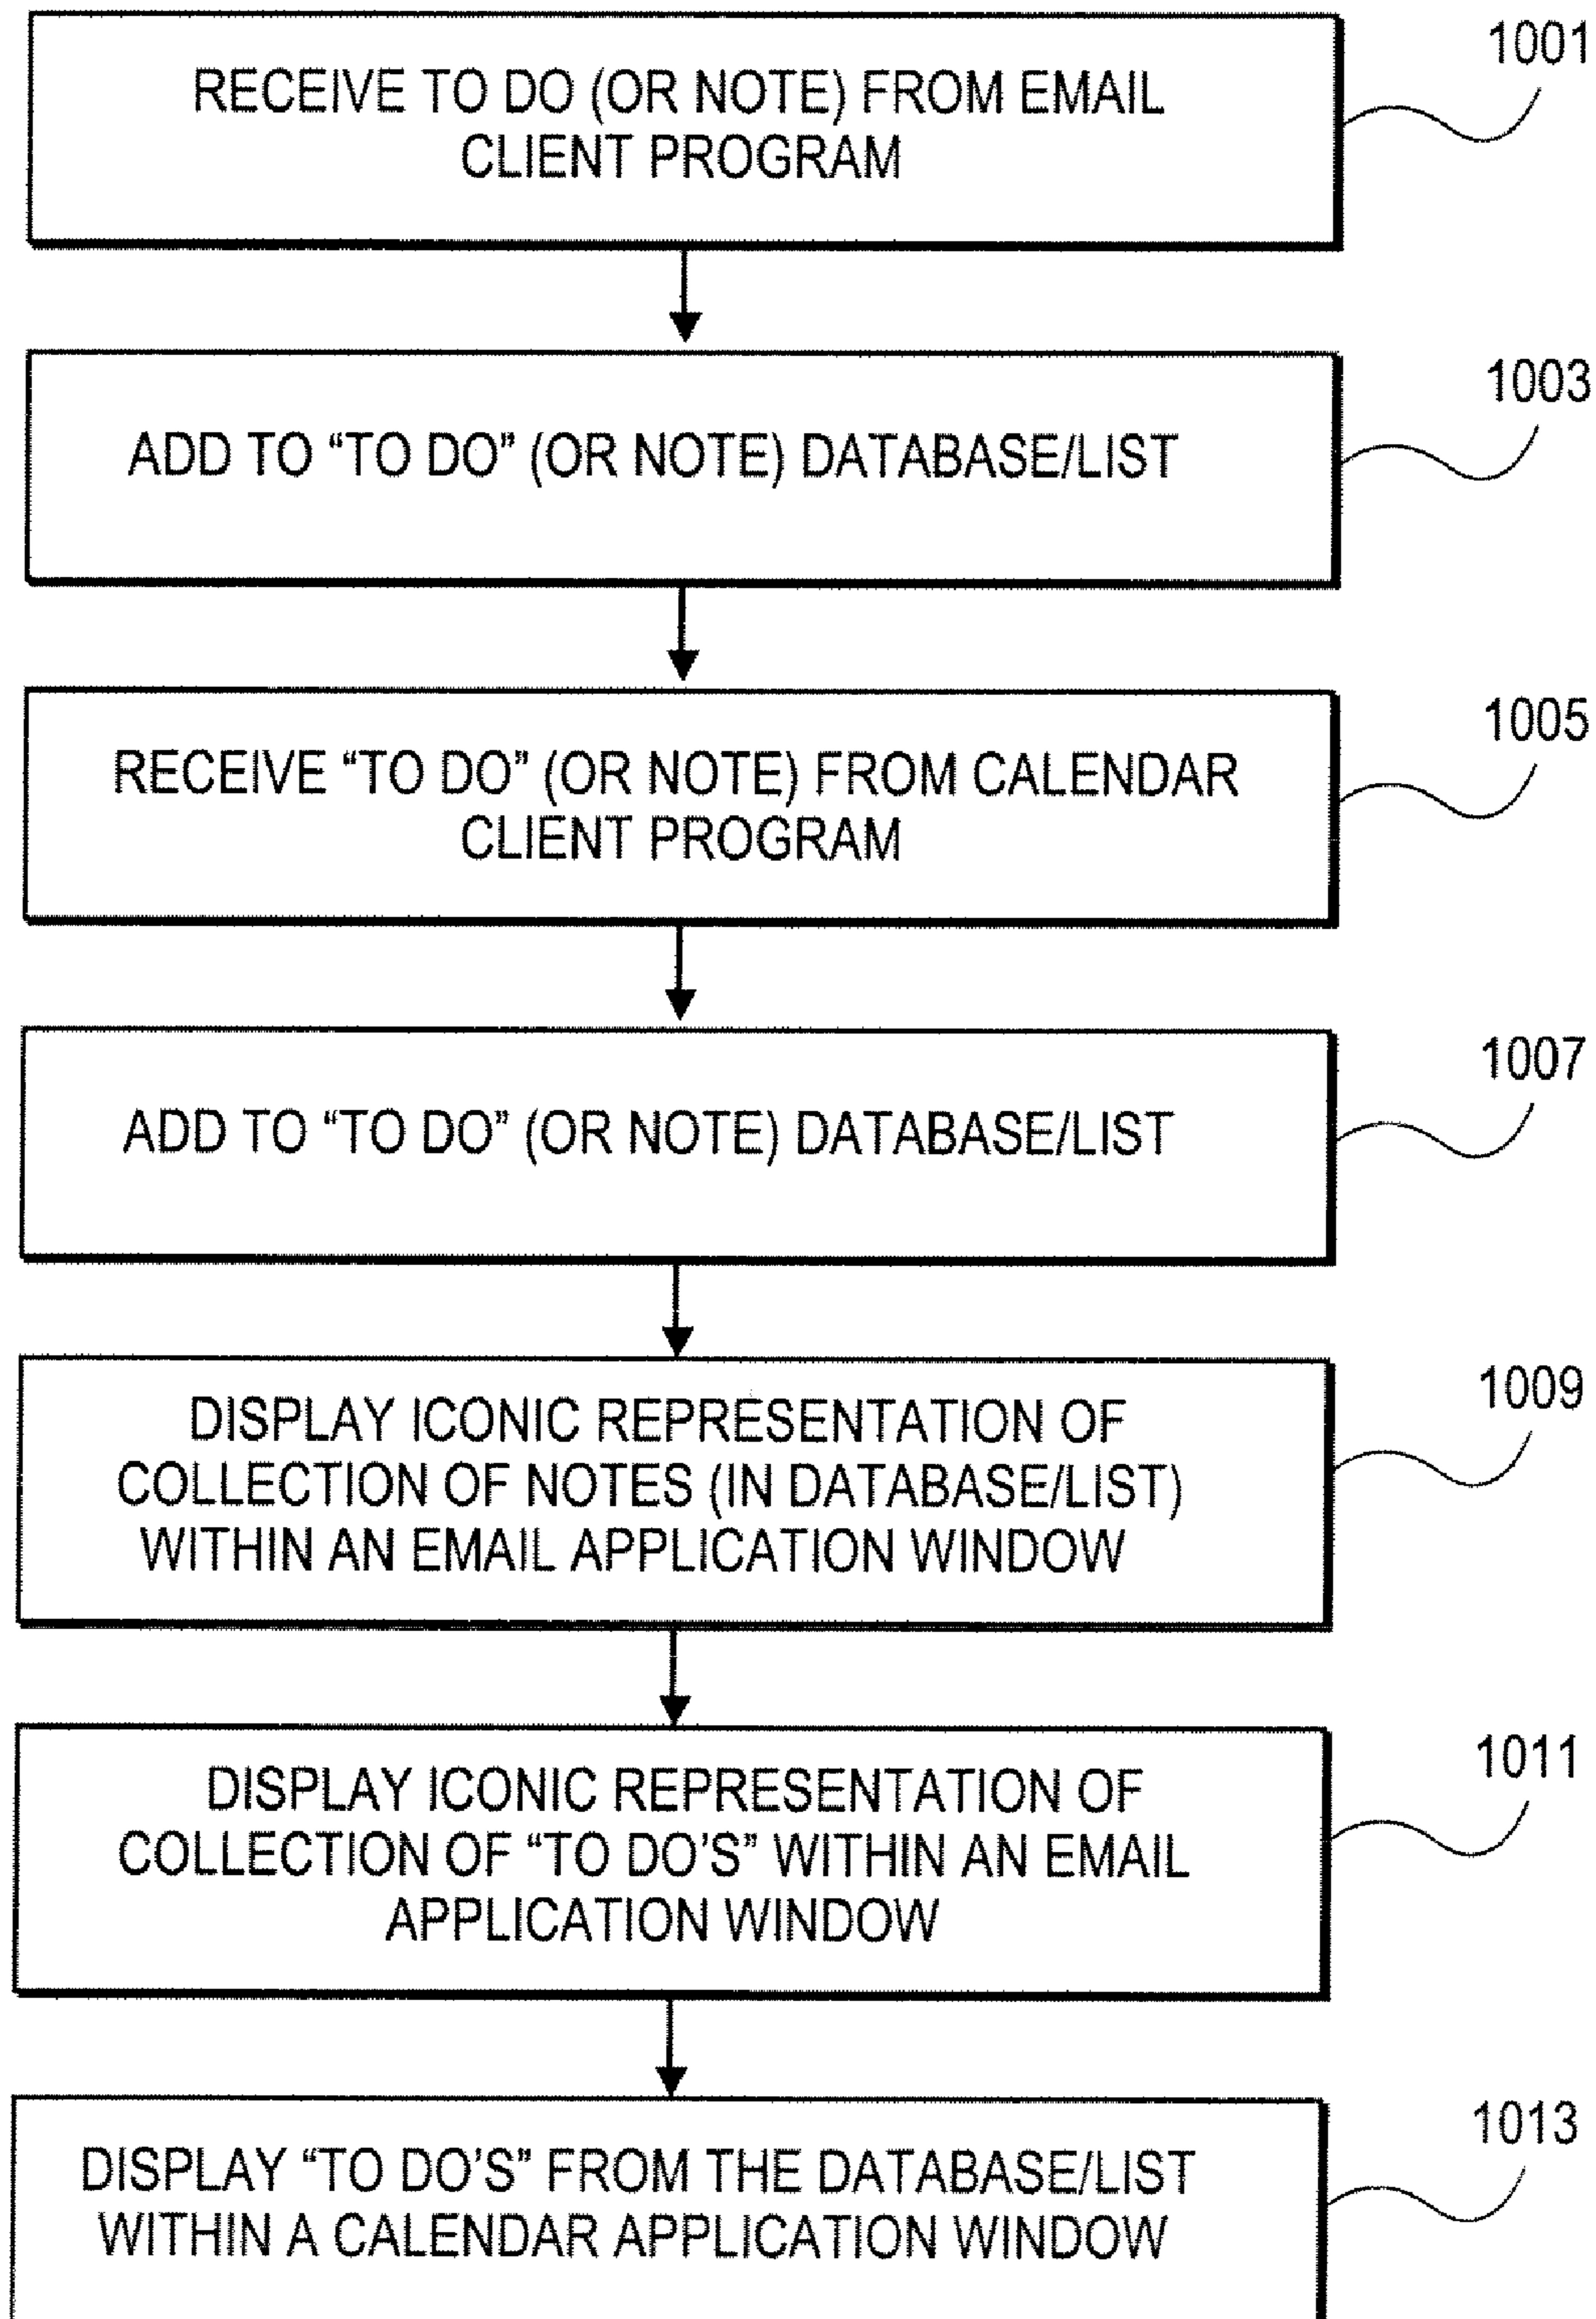 1001
RECEIVE TO DO (OR NOTE) FROM EMAIL
CLIENT PROGRAM
1003
ADD TO “TO DO” (OR NOTE) DATABASE/LIST
1005
RECEIVE “TO DO” (OR NOTE) FROM CALENDAR
CLIENT PROGRAM
1007
ADD TO “TO DO” (OR NOTE) DATABASE/LIST
1009
DISPLAY ICONIC REPRESENTATION OF
COLLECTION OF NOTES (IN DATABASE/LIST)
WITHIN AN EMAIL APPLICATION WINDOW
1011
DISPLAY ICONIC REPRESENTATION OF
COLLECTION OF “TO DO’S” WITHIN AN EMAIL
APPLICATION WINDOW
1013
DISPLAY “TO DO’S” FROM THE DATABASE/LIST
WITHIN A CALENDAR APPLICATION WINDOW